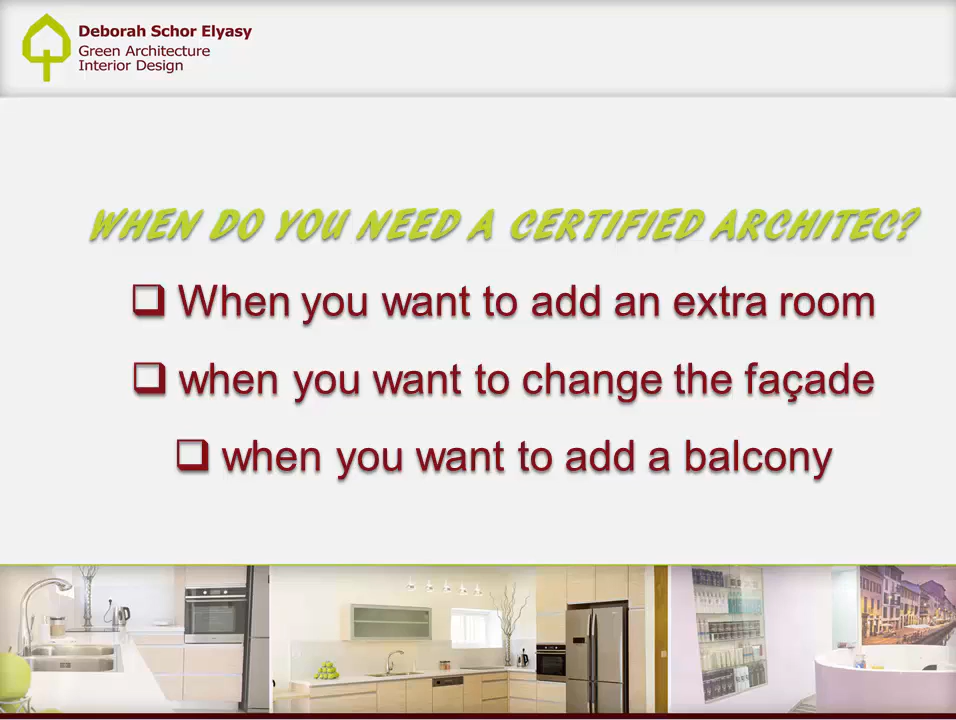 Deborah Schor Elyasy
Green Architecture
Interior Design
WHEN DO YOU NEED A CERTIFIED ARCHITEC?
When you want to add an extra room
when you want to change the façade
when you want to add a balcony